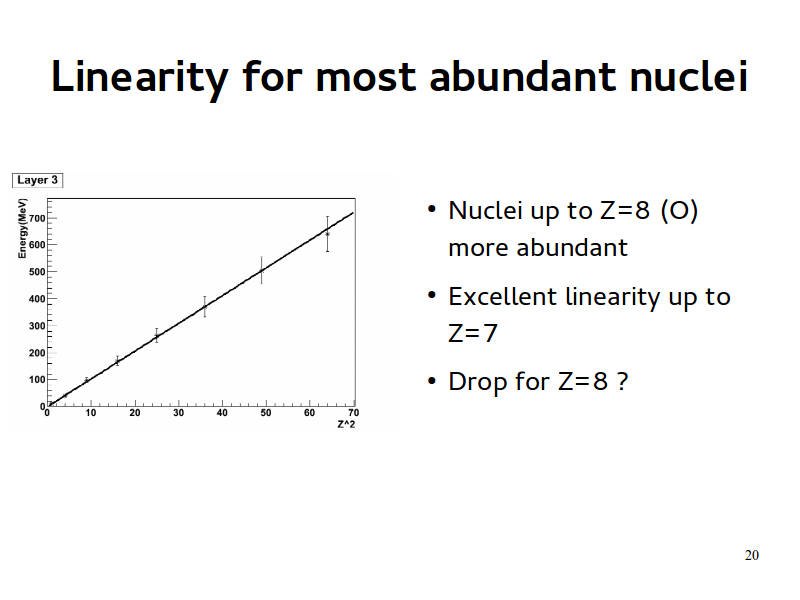 Linearity for most abundant nuclei
Layer 3
Energy(MeV)
700
600
500
400
300
200
100
0
0 10 20 30 40 50 60 70
Z^2
• Nuclei up to Z=8 (O)
more abundant
• Excellent linearity up to
Z=7
• Drop for Z=8 ?
20